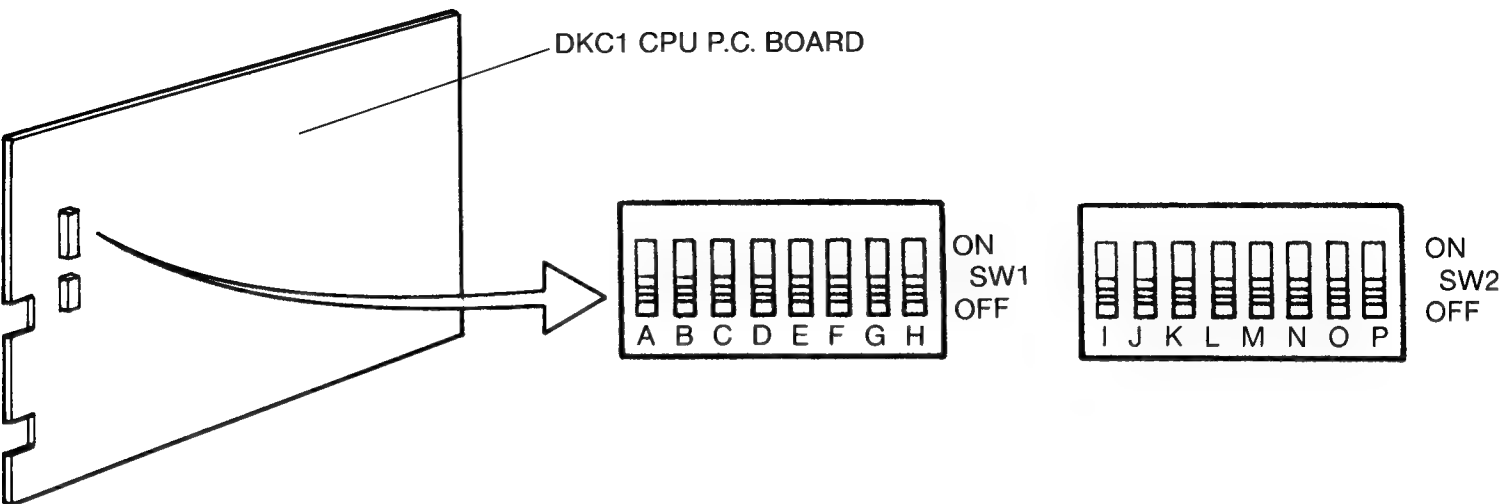 DKC1 CPU P.C. BOARD
ON
SW1
OFF
A B C D E F G H
ON
SW2
OFF
I J K L M N O P